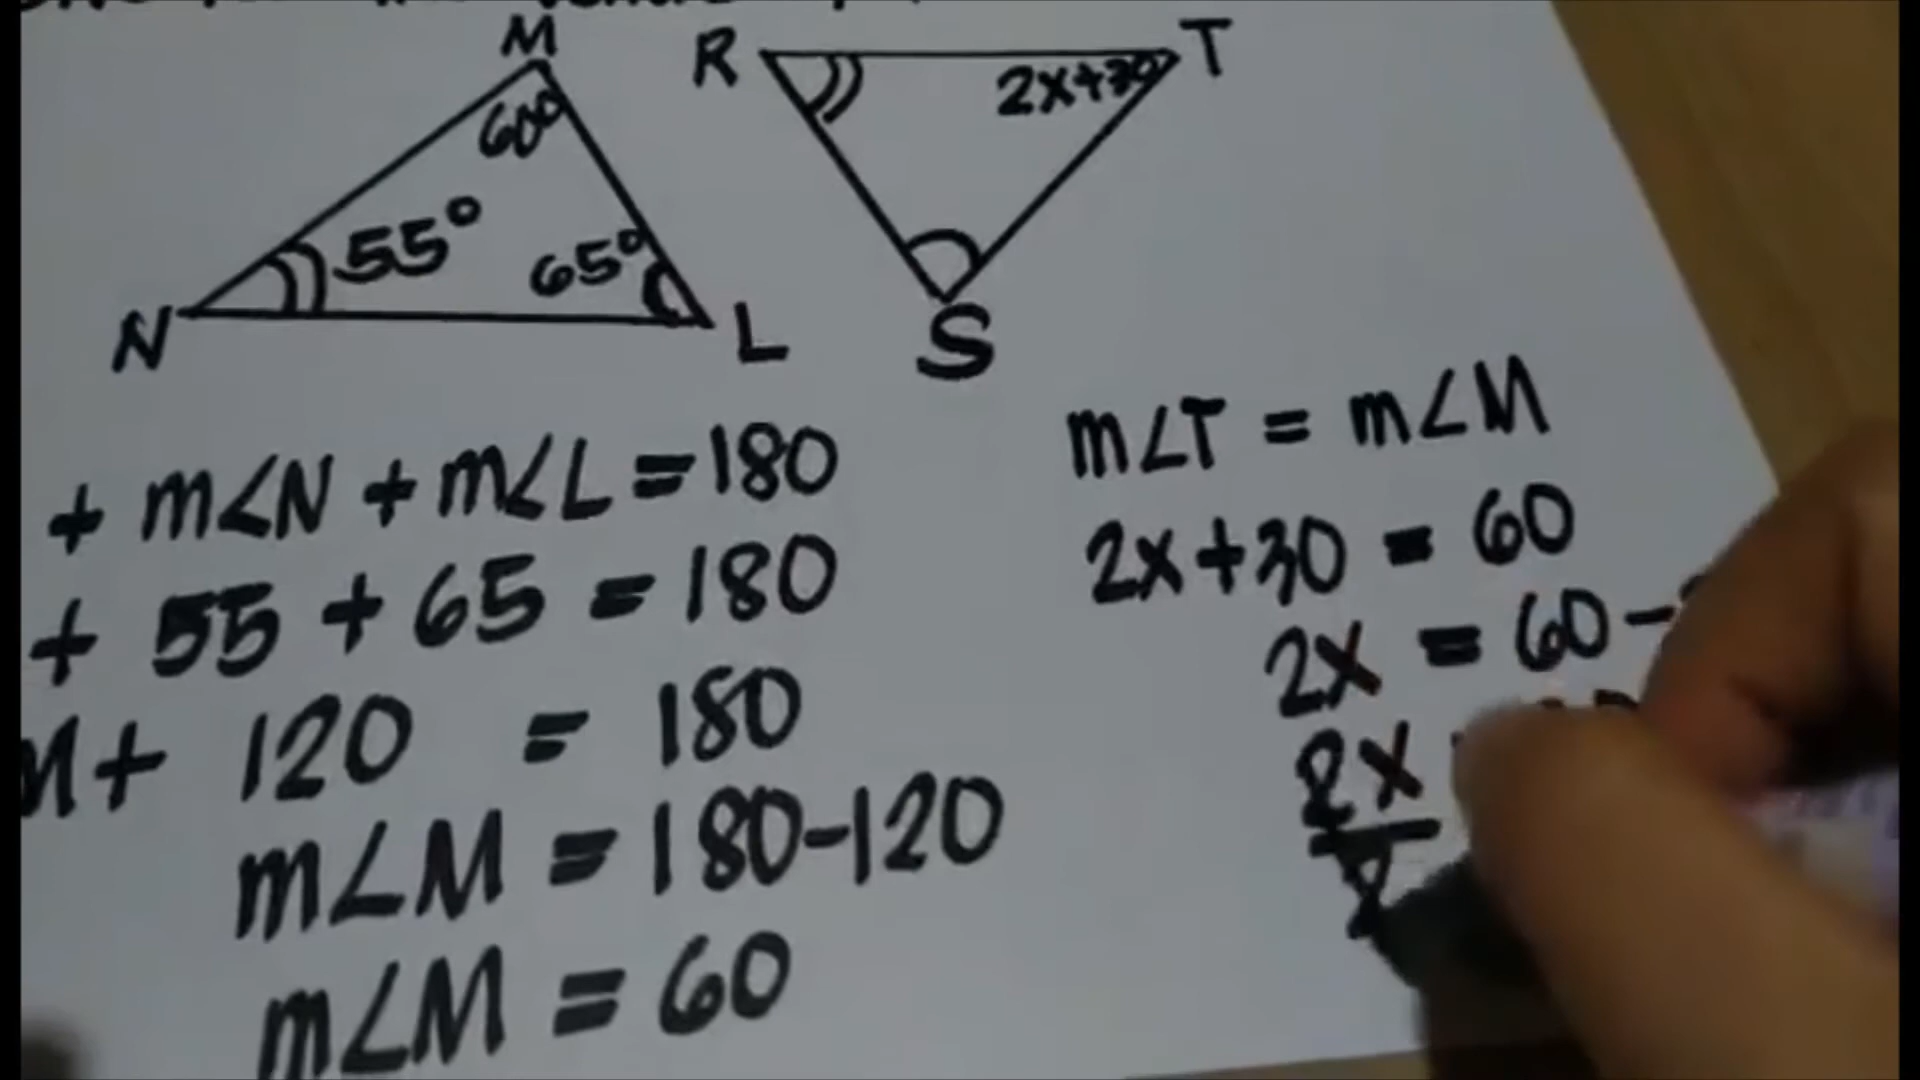 M
60°
55°
65°
N
L
R
T
2x+30
S
+ m∠N + m∠L = 180
+ 55 + 65 = 180
M + 120 = 180
m∠M = 180-120
m∠M = 60
m∠T = m∠M
2x+30 = 60
2x = 60 -
2x
2